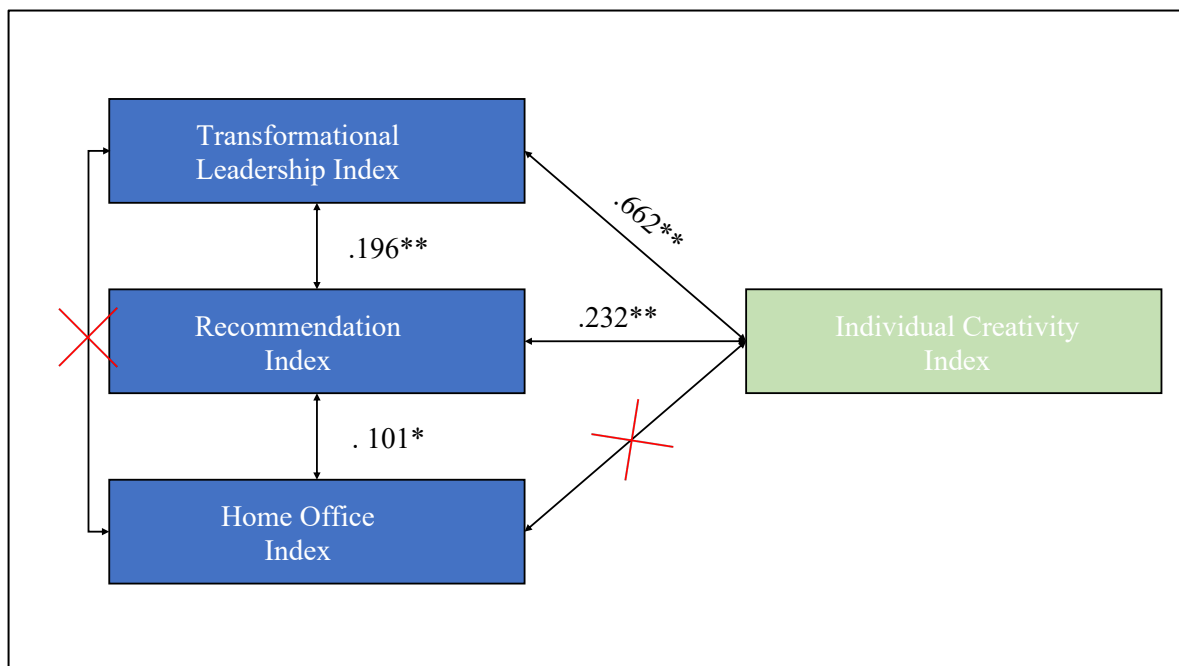 Transformational
Leadership Index
.662**
.196**
Recommendation
Index
.232**
Individual Creativity
Index
. 101*
Home Office
Index